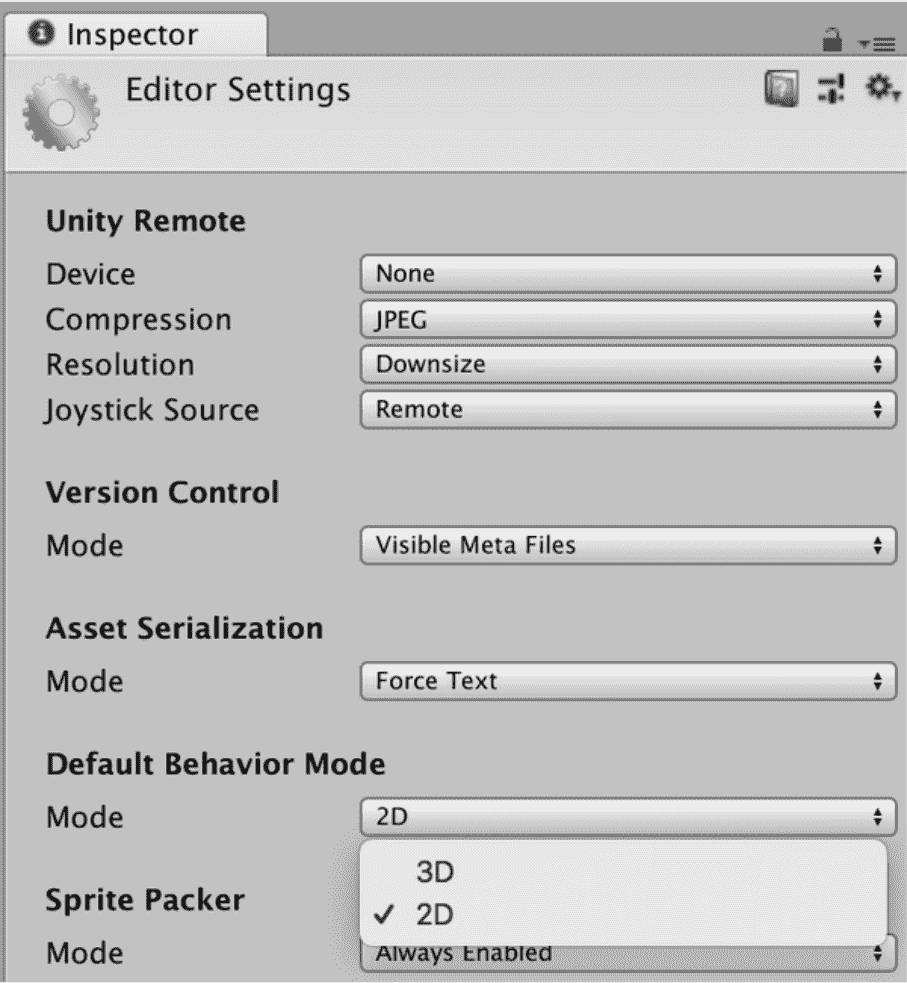 Inspector
Editor Settings
Unity Remote
Device None
Compression JPEG
Resolution Downsize
Joystick Source Remote
Version Control
Mode Visible Meta Files
Asset Serialization
Mode Force Text
Default Behavior Mode
Mode 2D
3D
Sprite Packer ✓ 2D
Mode Always Enabled